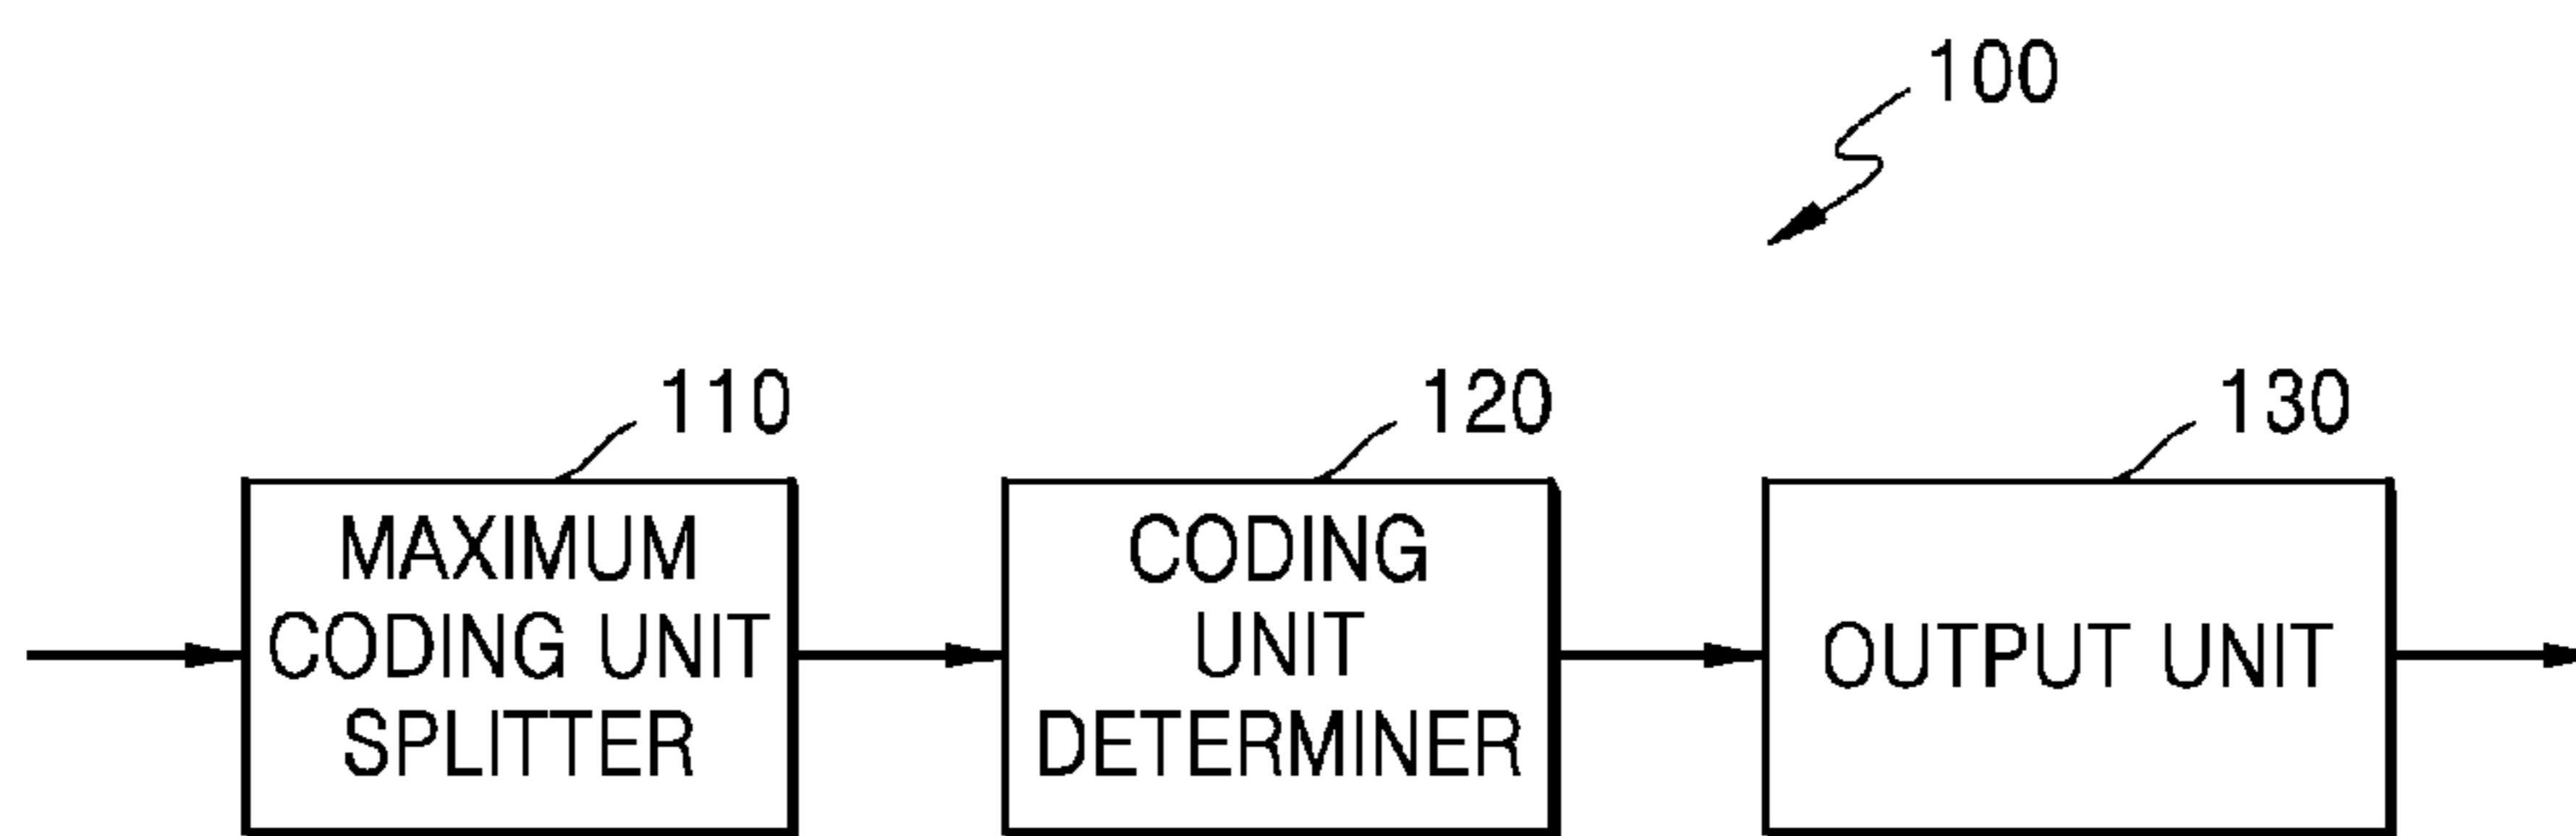 100
110
120
130
MAXIMUM
CODING UNIT
SPLITTER
CODING
UNIT
DETERMINER
OUTPUT UNIT